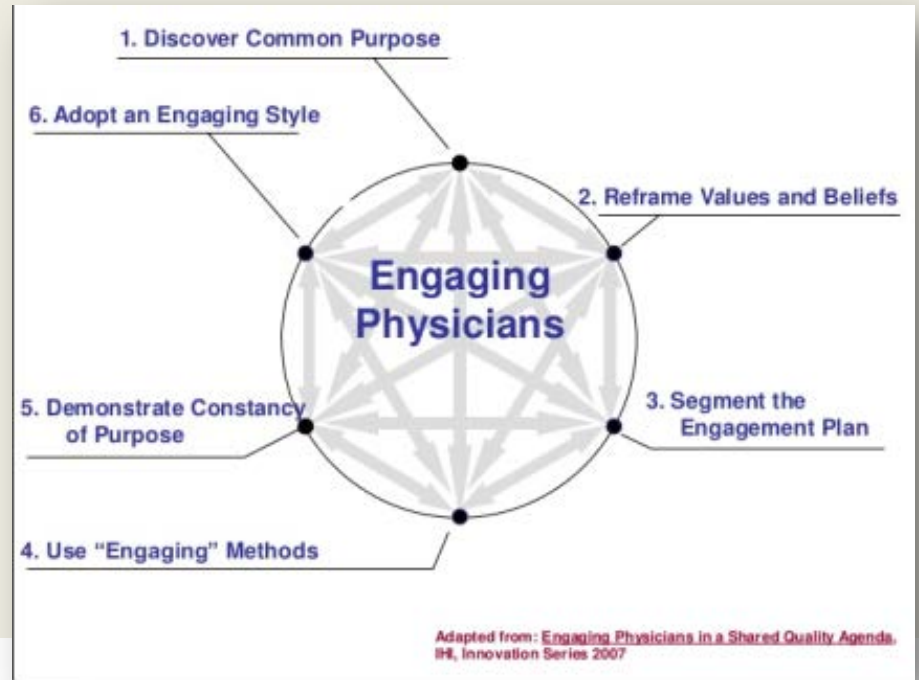 1. Discover Common Purpose
6. Adopt an Engaging Style
2. Reframe Values and Beliefs
Engaging
Physicians
5. Demonstrate Constancy
of Purpose
3. Segment the
Engagement Plan
4. Use “Engaging” Methods
Adapted from: Engaging Physicians in a Shared Quality Agenda,
IHI, Innovation Series 2007